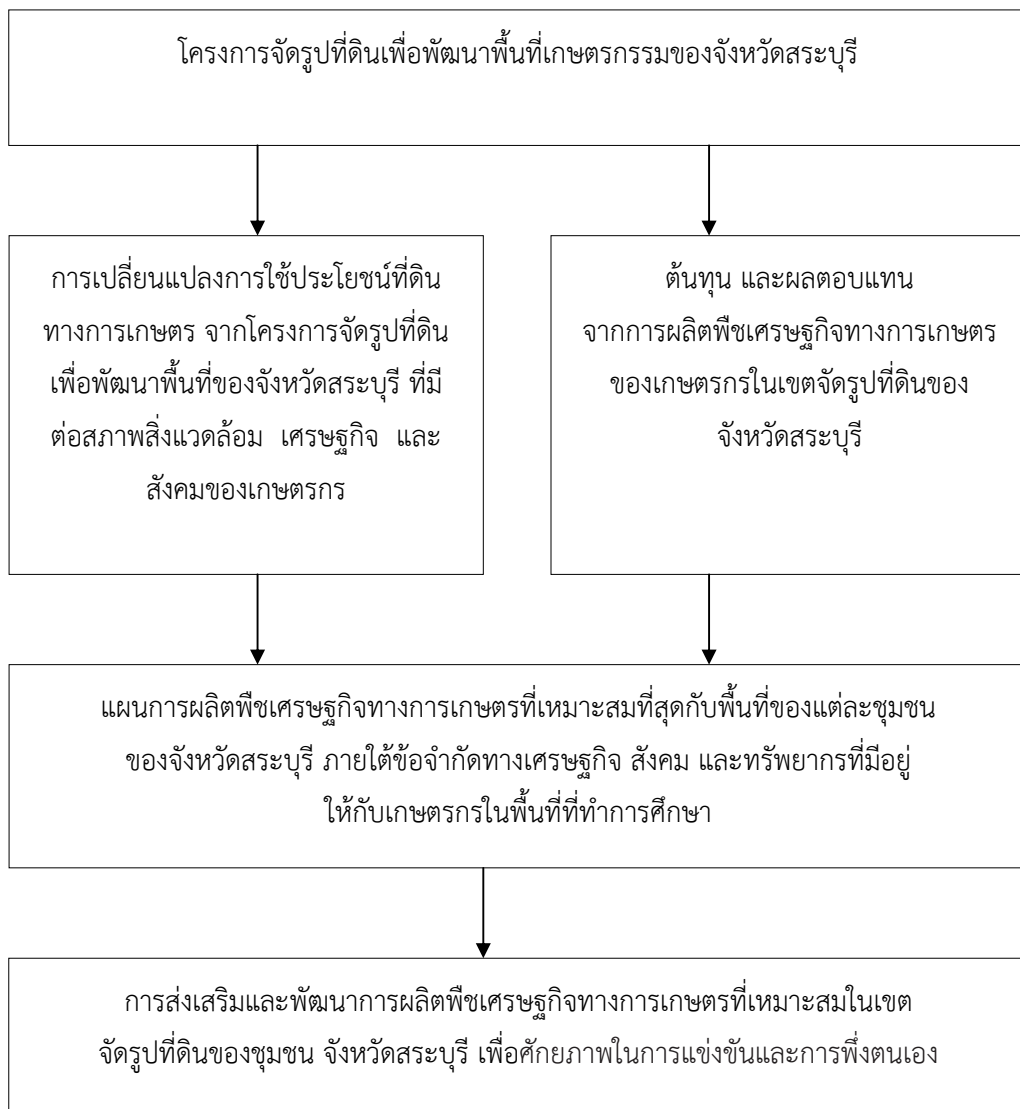 โครงการจัดรูปที่ดินเพื่อพัฒนาพื้นที่เกษตรกรรมของจังหวัดสระบุรี
การเปลี่ยนแปลงการใช้ประโยชน์ที่ดิน
ทางการเกษตร จากโครงการจัดรูปที่ดิน
เพื่อพัฒนาพื้นที่ของจังหวัดสระบุรี ที่มี
ต่อสภาพสิ่งแวดล้อม เศรษฐกิจ และ
สังคมของเกษตรกร
ต้นทุน และผลตอบแทน
จากการผลิตพืชเศรษฐกิจทางการเกษตร
ของเกษตรกรในเขตจัดรูปที่ดินของ
จังหวัดสระบุรี
แผนการผลิตพืชเศรษฐกิจทางการเกษตรที่เหมาะสมที่สุดกับพื้นที่ของแต่ละชุมชน
ของจังหวัดสระบุรี ภายใต้ข้อจำกัดทางเศรษฐกิจ สังคม และทรัพยากรที่มีอยู่
ให้กับเกษตรกรในพื้นที่ที่ทำการศึกษา
การส่งเสริมและพัฒนาการผลิตพืชเศรษฐกิจทางการเกษตรที่เหมาะสมในเขต
จัดรูปที่ดินของชุมชน จังหวัดสระบุรี เพื่อศักยภาพในการแข่งขันและการพึ่งตนเอง